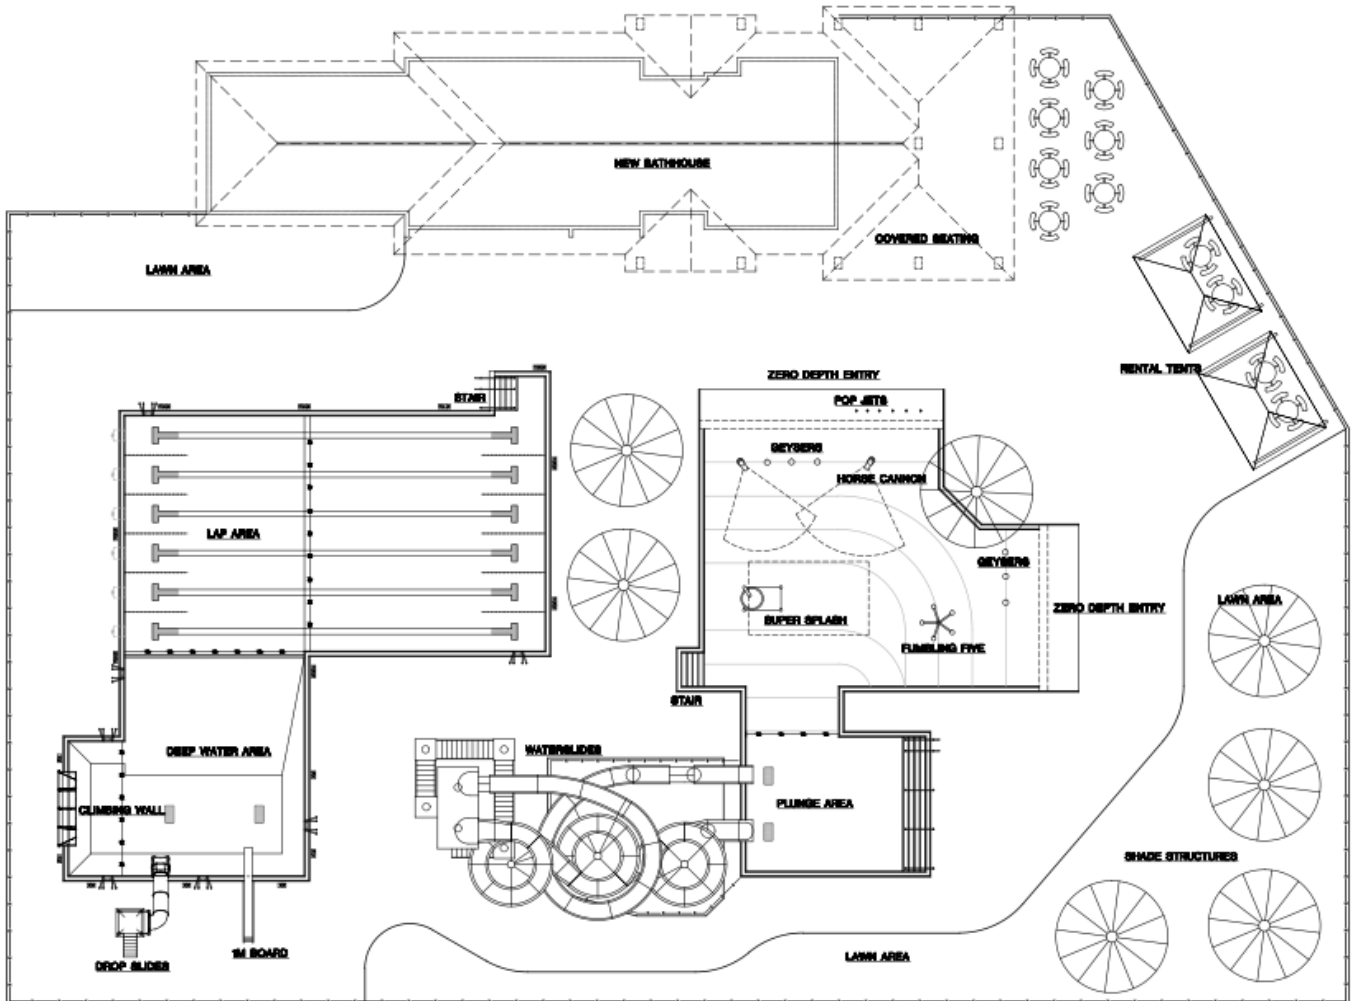 NEW BATHHOUSE
COVERED SEATING
LAWN AREA
RENTAL TENTS
ZERO DEPTH ENTRY
STAIR
POP JETS
GEYSERS
HORSE CANNON
LAP AREA
GEYSERS
LAWN AREA
ZERO DEPTH ENTRY
SUPER SPLASH
FUMBLING FIVE
STAIR
DEEP WATER AREA
WATERSLIDES
CLIMBING WALL
PLUNGE AREA
SHADE STRUCTURES
1M BOARD
LAWN AREA
DROP SLIDES